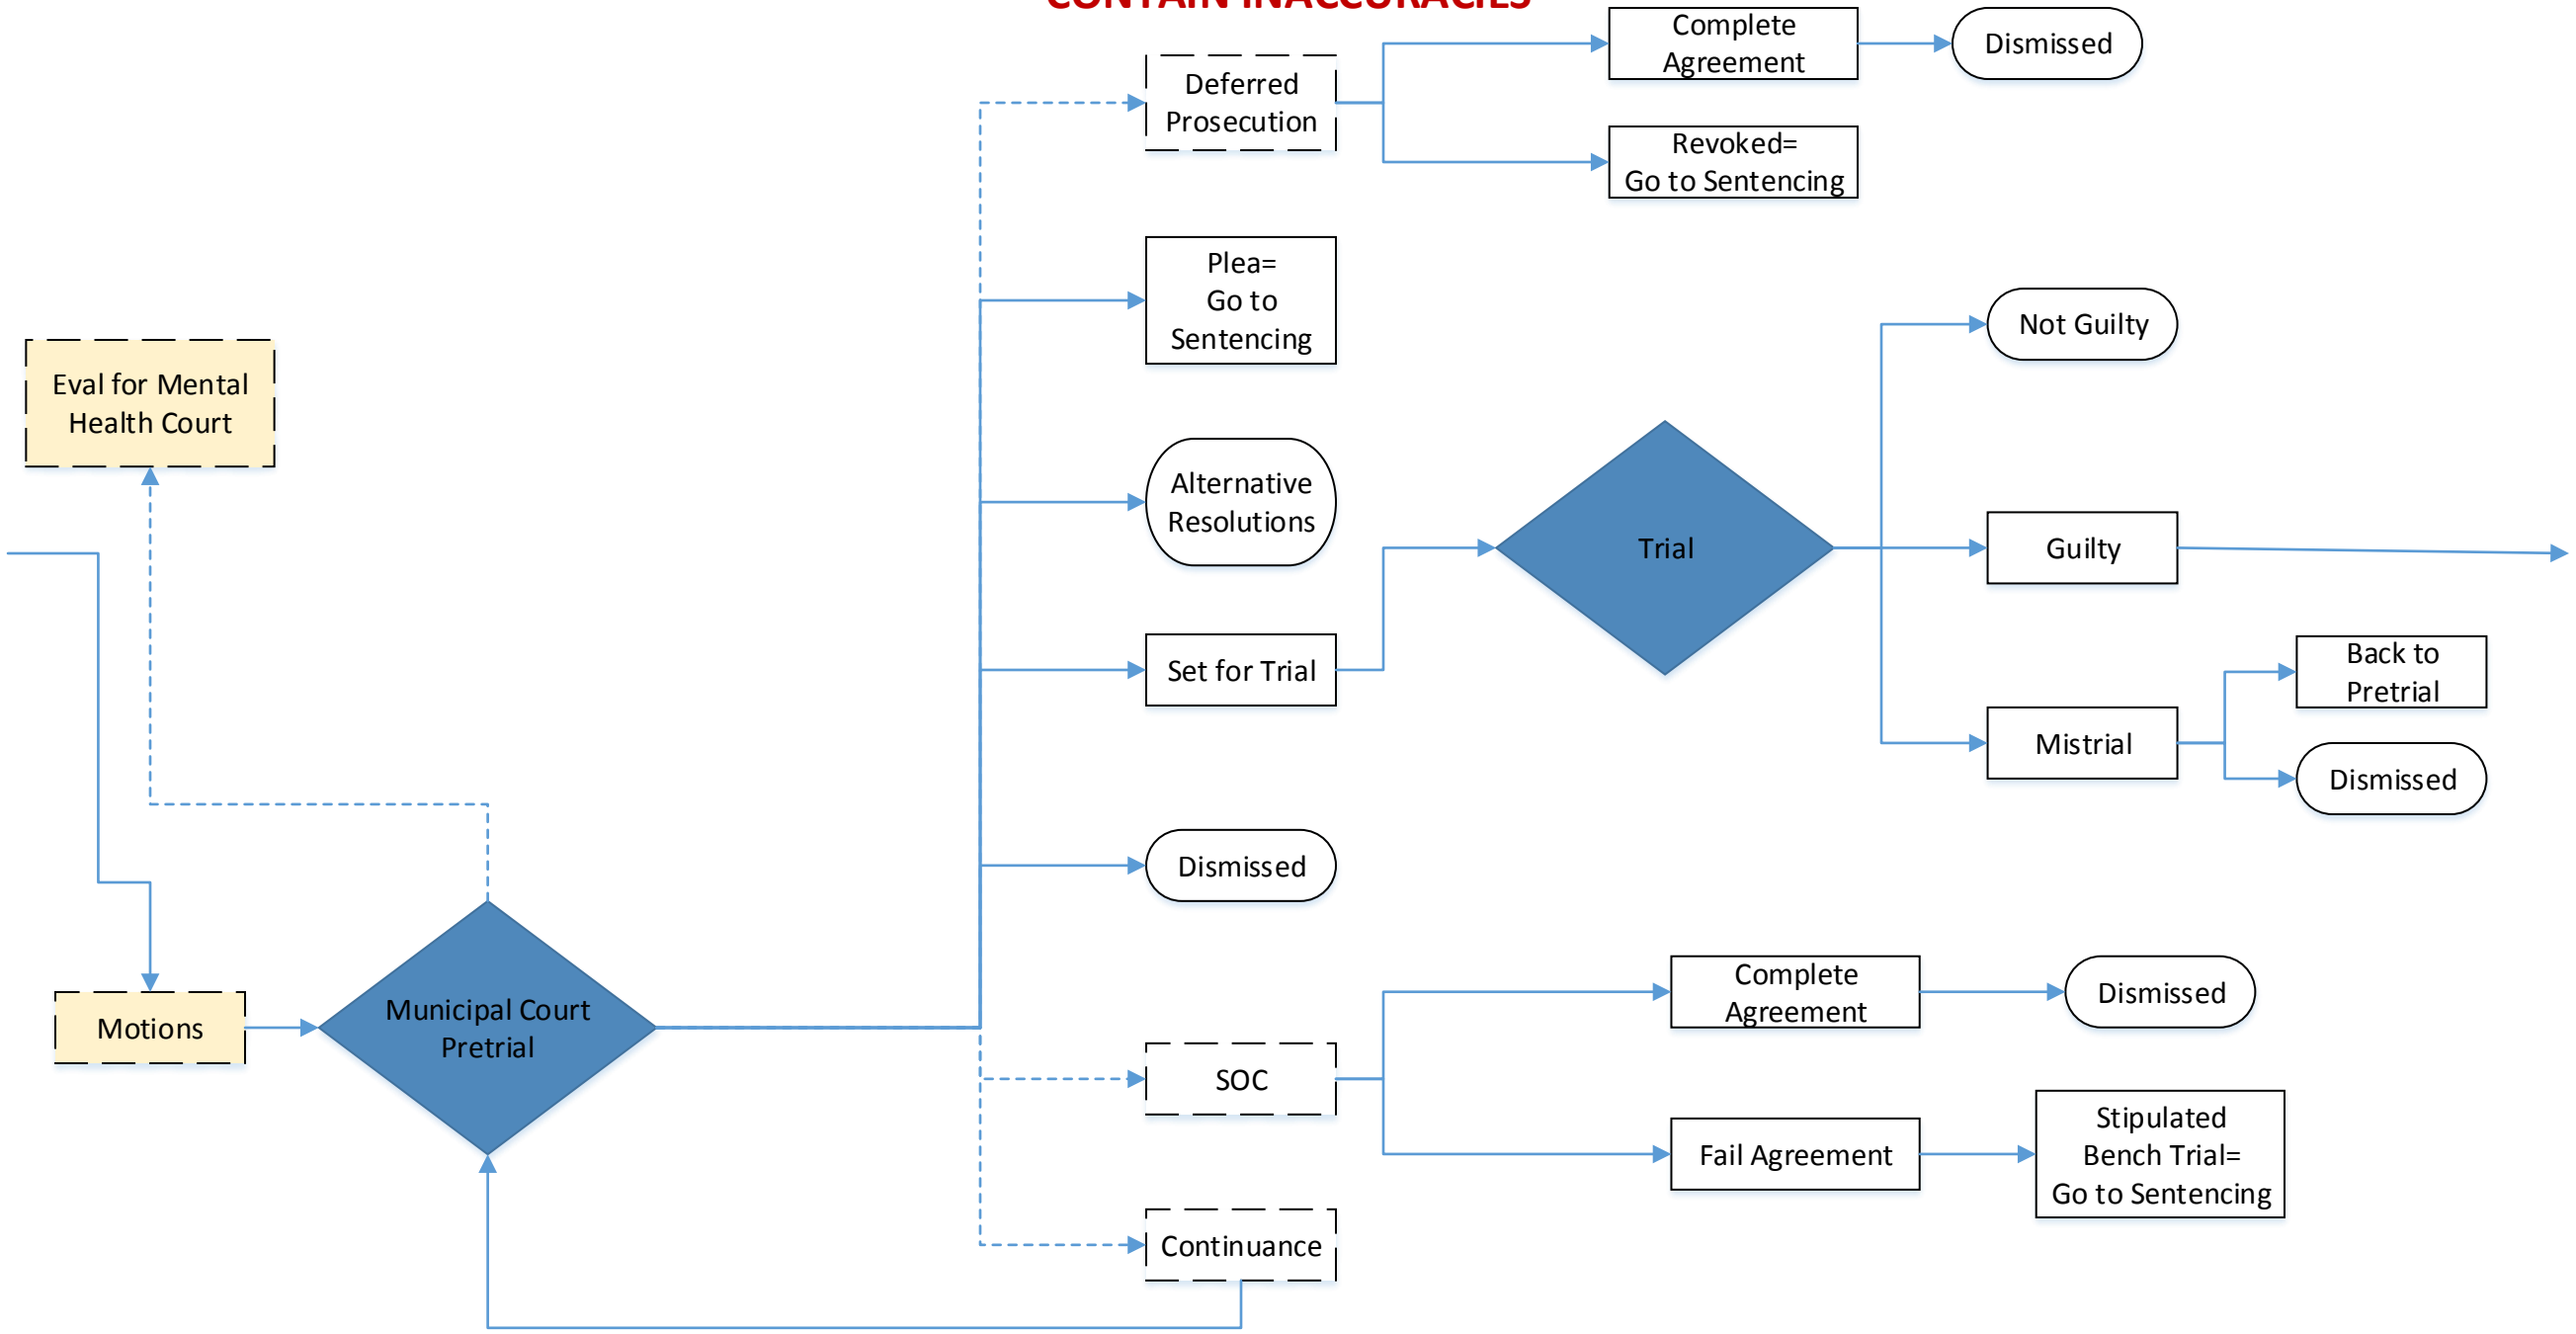 CONTAIN INACCURACIES
Complete
Agreement
Dismissed
Deferred
Prosecution
Revoked=
Go to Sentencing
Plea=
Go to
Sentencing
Not Guilty
Eval for Mental
Health Court
Alternative
Resolutions
Trial
Guilty
Set for Trial
Back to
Pretrial
Mistrial
Dismissed
Dismissed
Complete
Agreement
Dismissed
Municipal Court
Pretrial
Motions
SOC
Fail Agreement
Stipulated
Bench Trial=
Go to Sentencing
Continuance